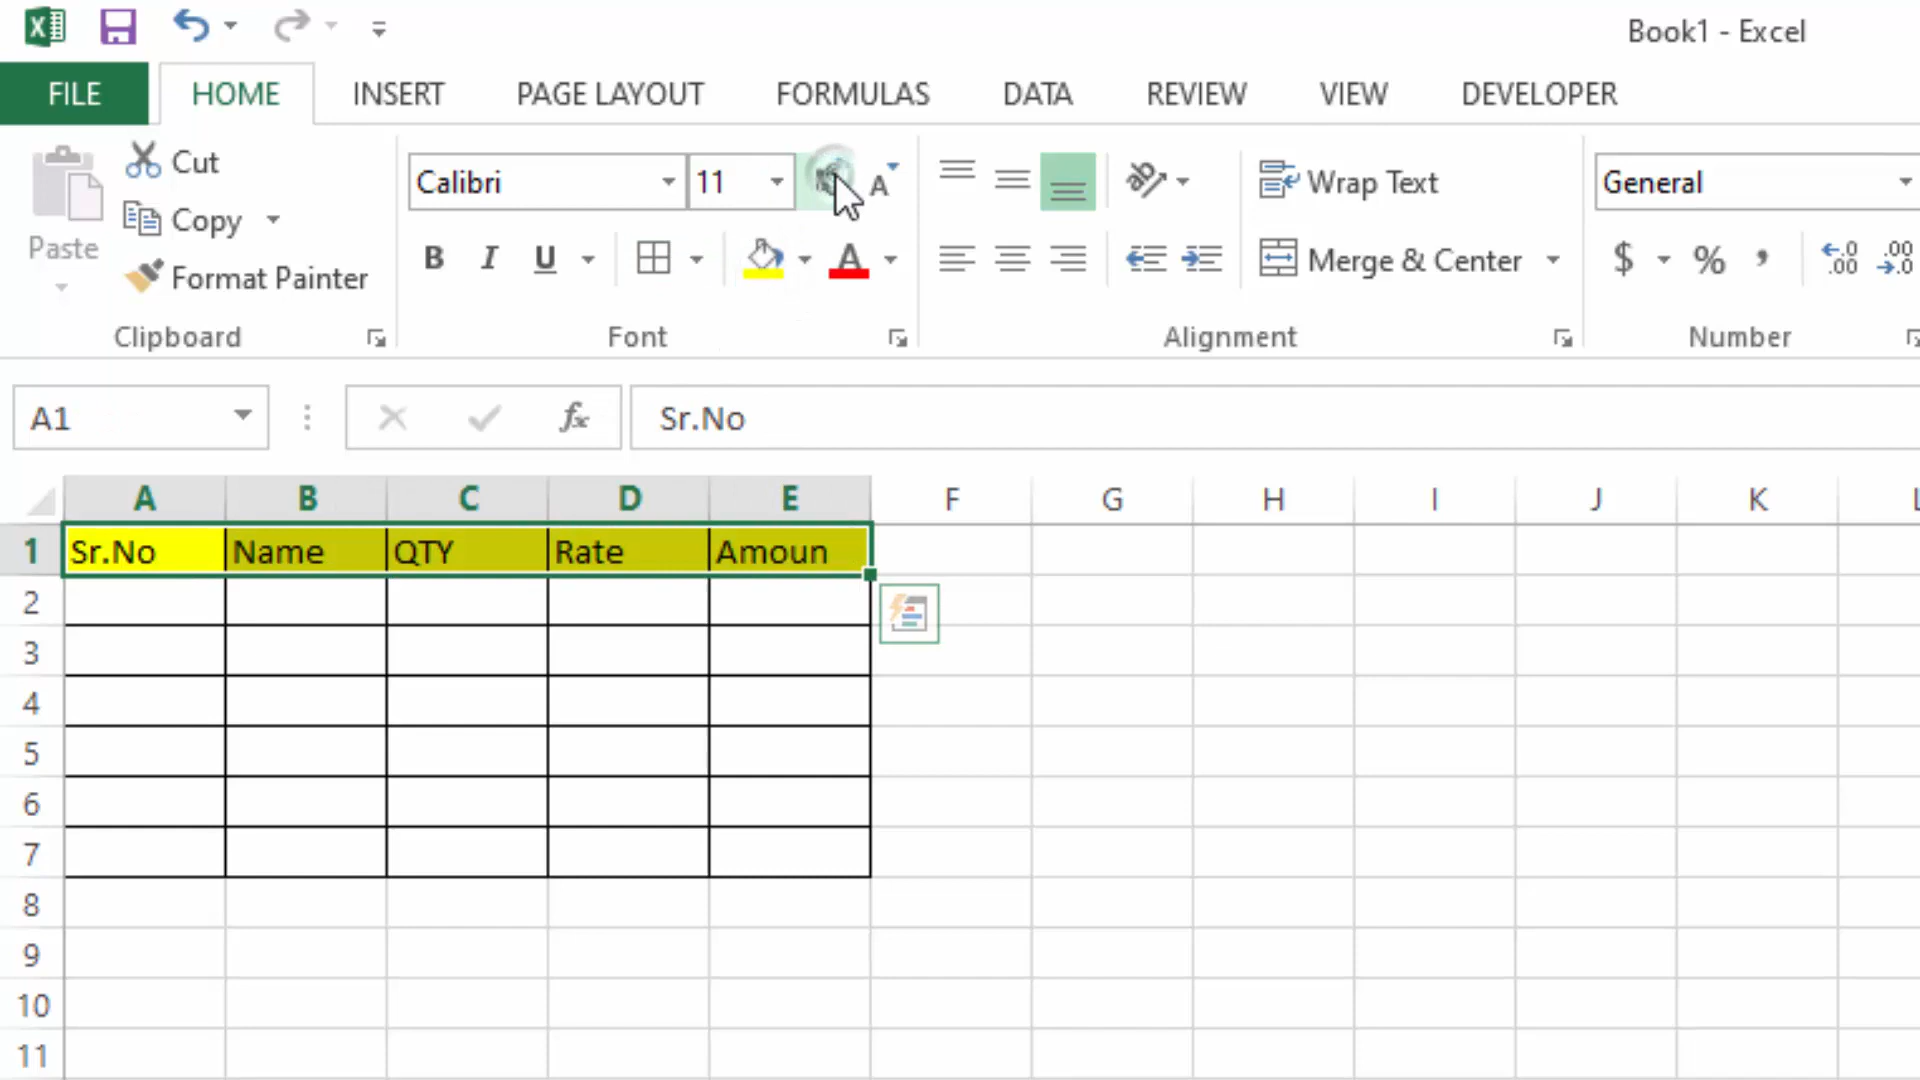 Book1 - Excel
FILE HOME INSERT PAGE LAYOUT FORMULAS DATA REVIEW VIEW DEVELOPER
Paste
Cut
Copy
Format Painter
Clipboard
Calibri 11
B I U A
Font
Wrap Text
Merge & Center
Alignment
General
$ % ,
Number
A1 fx Sr.No
A B C D E F G H I J K L
1 Sr.No Name QTY Rate Amoun
2
3
4
5
6
7
8
9
10
11